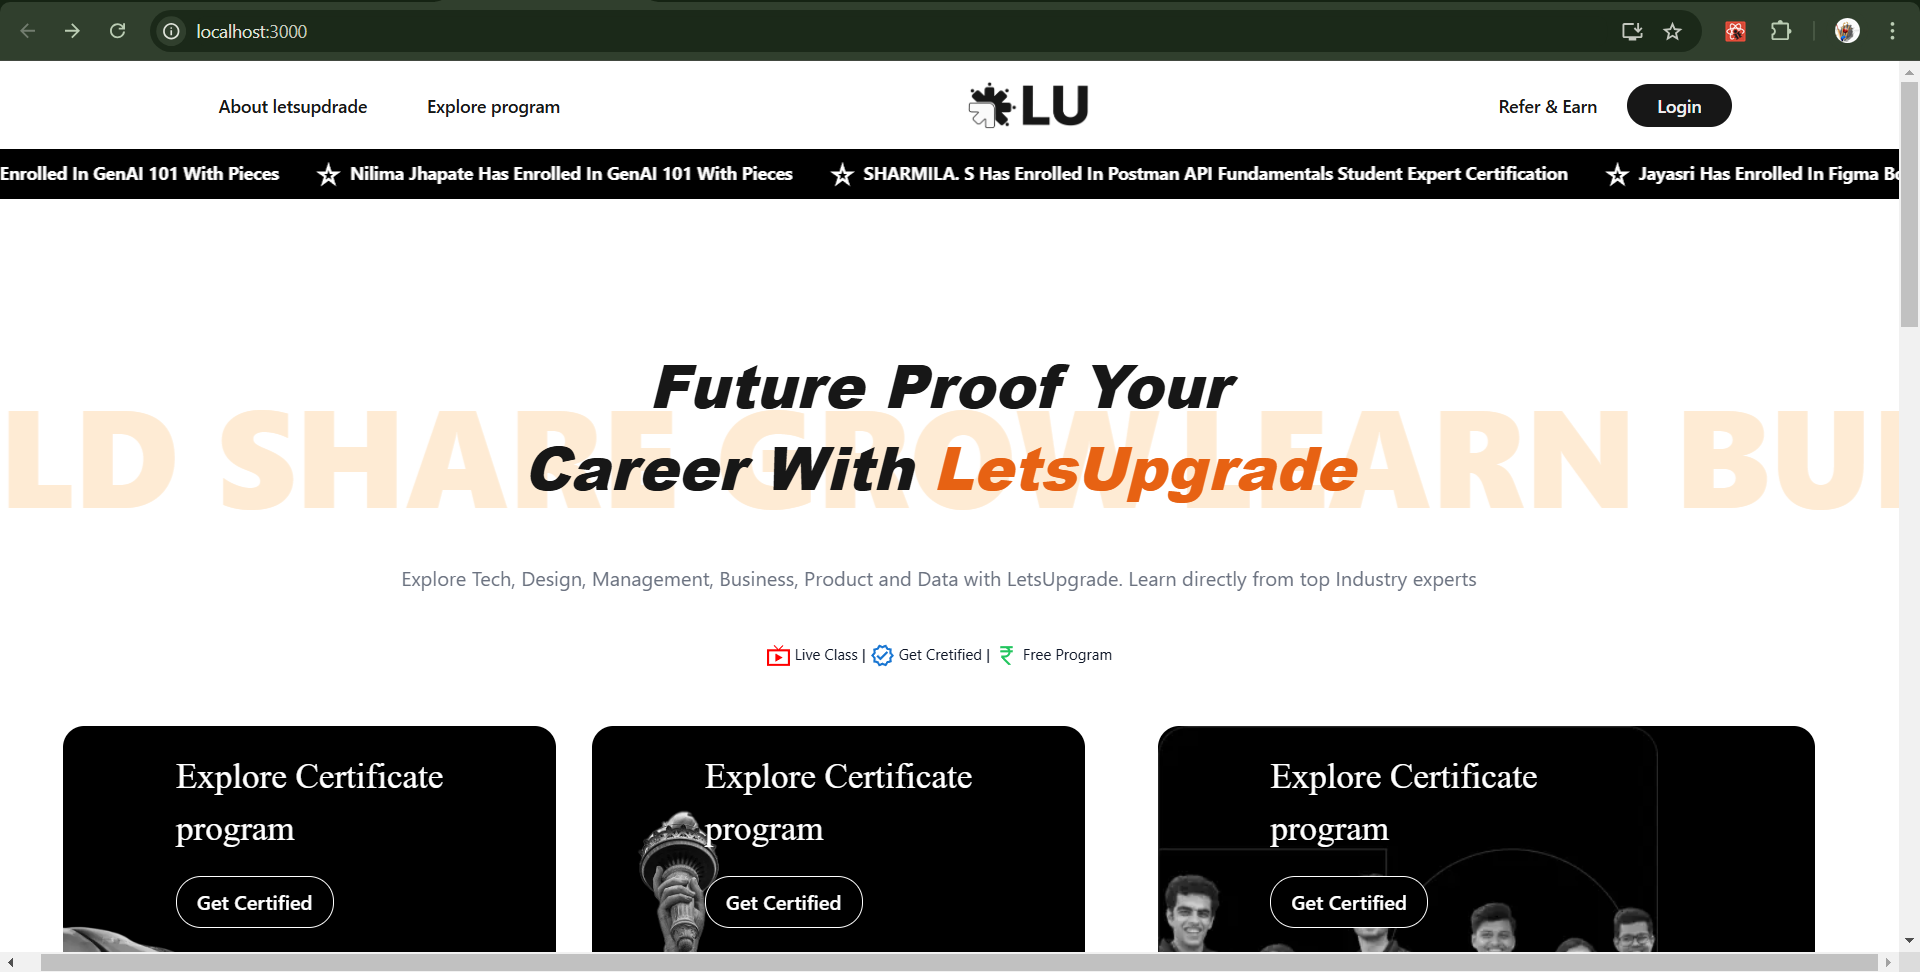 localhost:3000
About letsupdrade
Explore program
LU
Refer & Earn
Login
Enrolled In GenAI 101 With Pieces ☆ Nilima Jhapate Has Enrolled In GenAI 101 With Pieces ☆ SHARMILA. S Has Enrolled In Postman API Fundamentals Student Expert Certification ☆ Jayasri Has Enrolled In Figma Bo
Future Proof Your
LD SHARE GROW LEARN BUI
Career With LetsUpgrade
Explore Tech, Design, Management, Business, Product and Data with LetsUpgrade. Learn directly from top Industry experts
Live Class | Get Cretified | ₹ Free Program
Explore Certificate
program
Get Certified
Explore Certificate
program
Get Certified
Explore Certificate
program
Get Certified